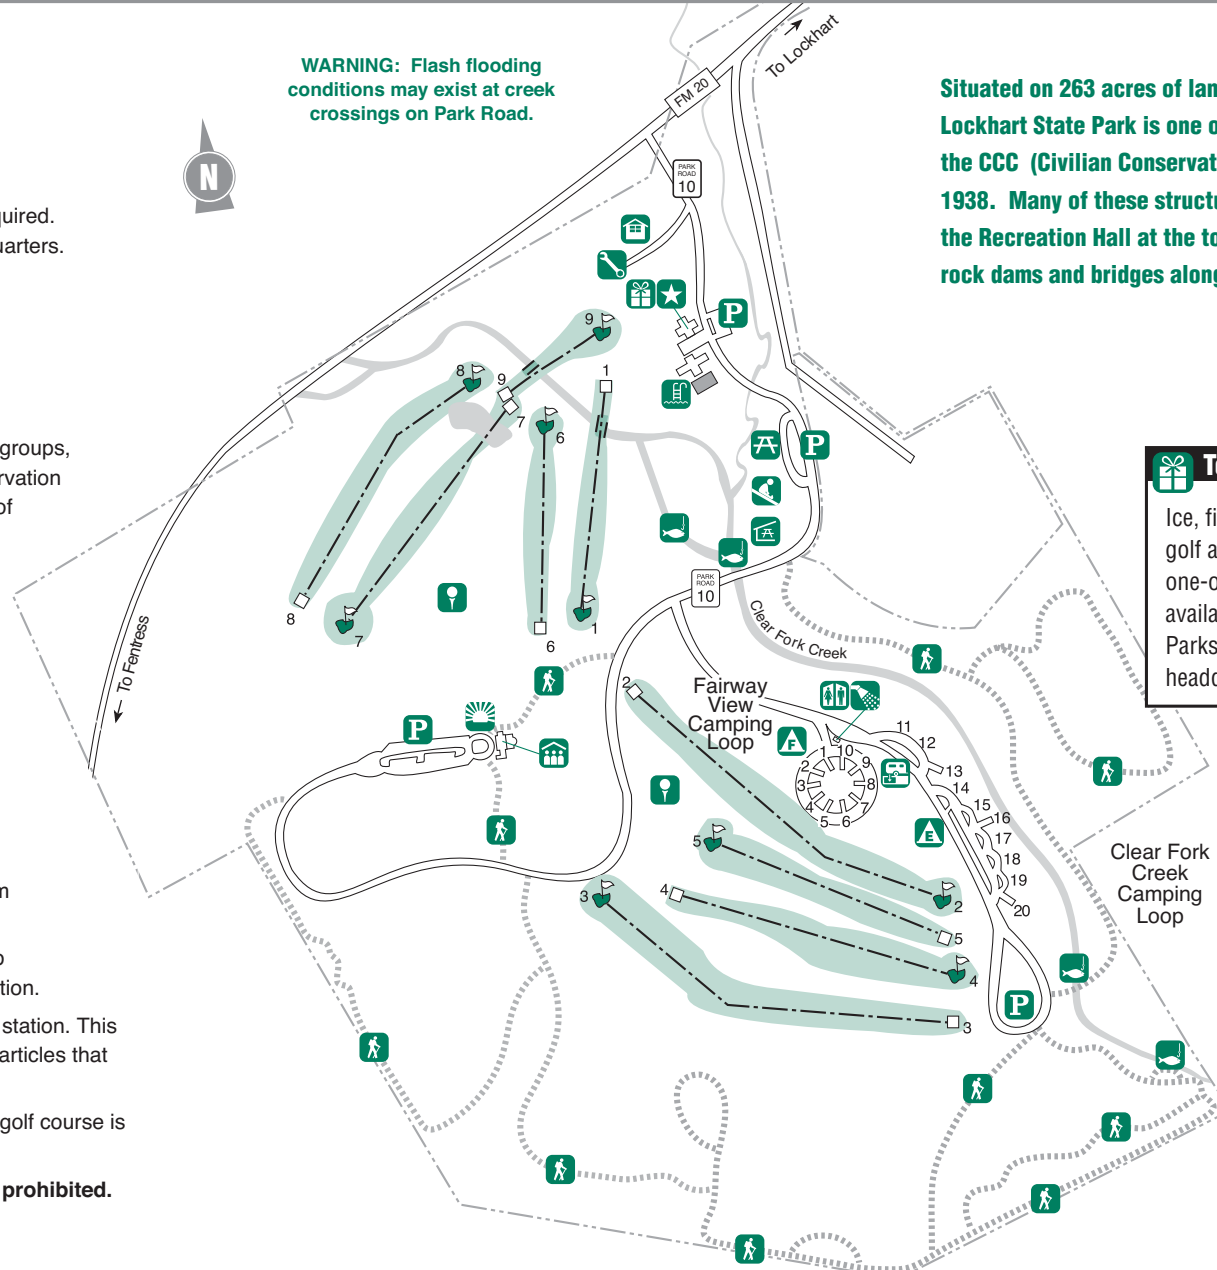 WARNING: Flash flooding
conditions may exist at creek
crossings on Park Road.
To Lockhart
FM 20
N
PARK
ROAD
10
Situated on 263 acres of lan
Lockhart State Park is one o
the CCC (Civilian Conservat
1938. Many of these structu
the Recreation Hall at the to
rock dams and bridges along
quired.
uarters.
groups,
rvation
of
9
8
9
7
6
1
P
P
T
Ice, fi
golf a
one-o
availa
Parks
headq
PARK
ROAD
10
8
7
6
1
To Fentress
Clear Fork Creek
2
Fairway
View
Camping
Loop
P
F
1
10
2
9
3
8
4
7
5
6
11
12
13
14
15
16
17
18
19
20
E
5
4
3
2
5
4
3
P
Clear Fork
Creek
Camping
Loop
m
p
tion.
station. This
articles that
golf course is
prohibited.